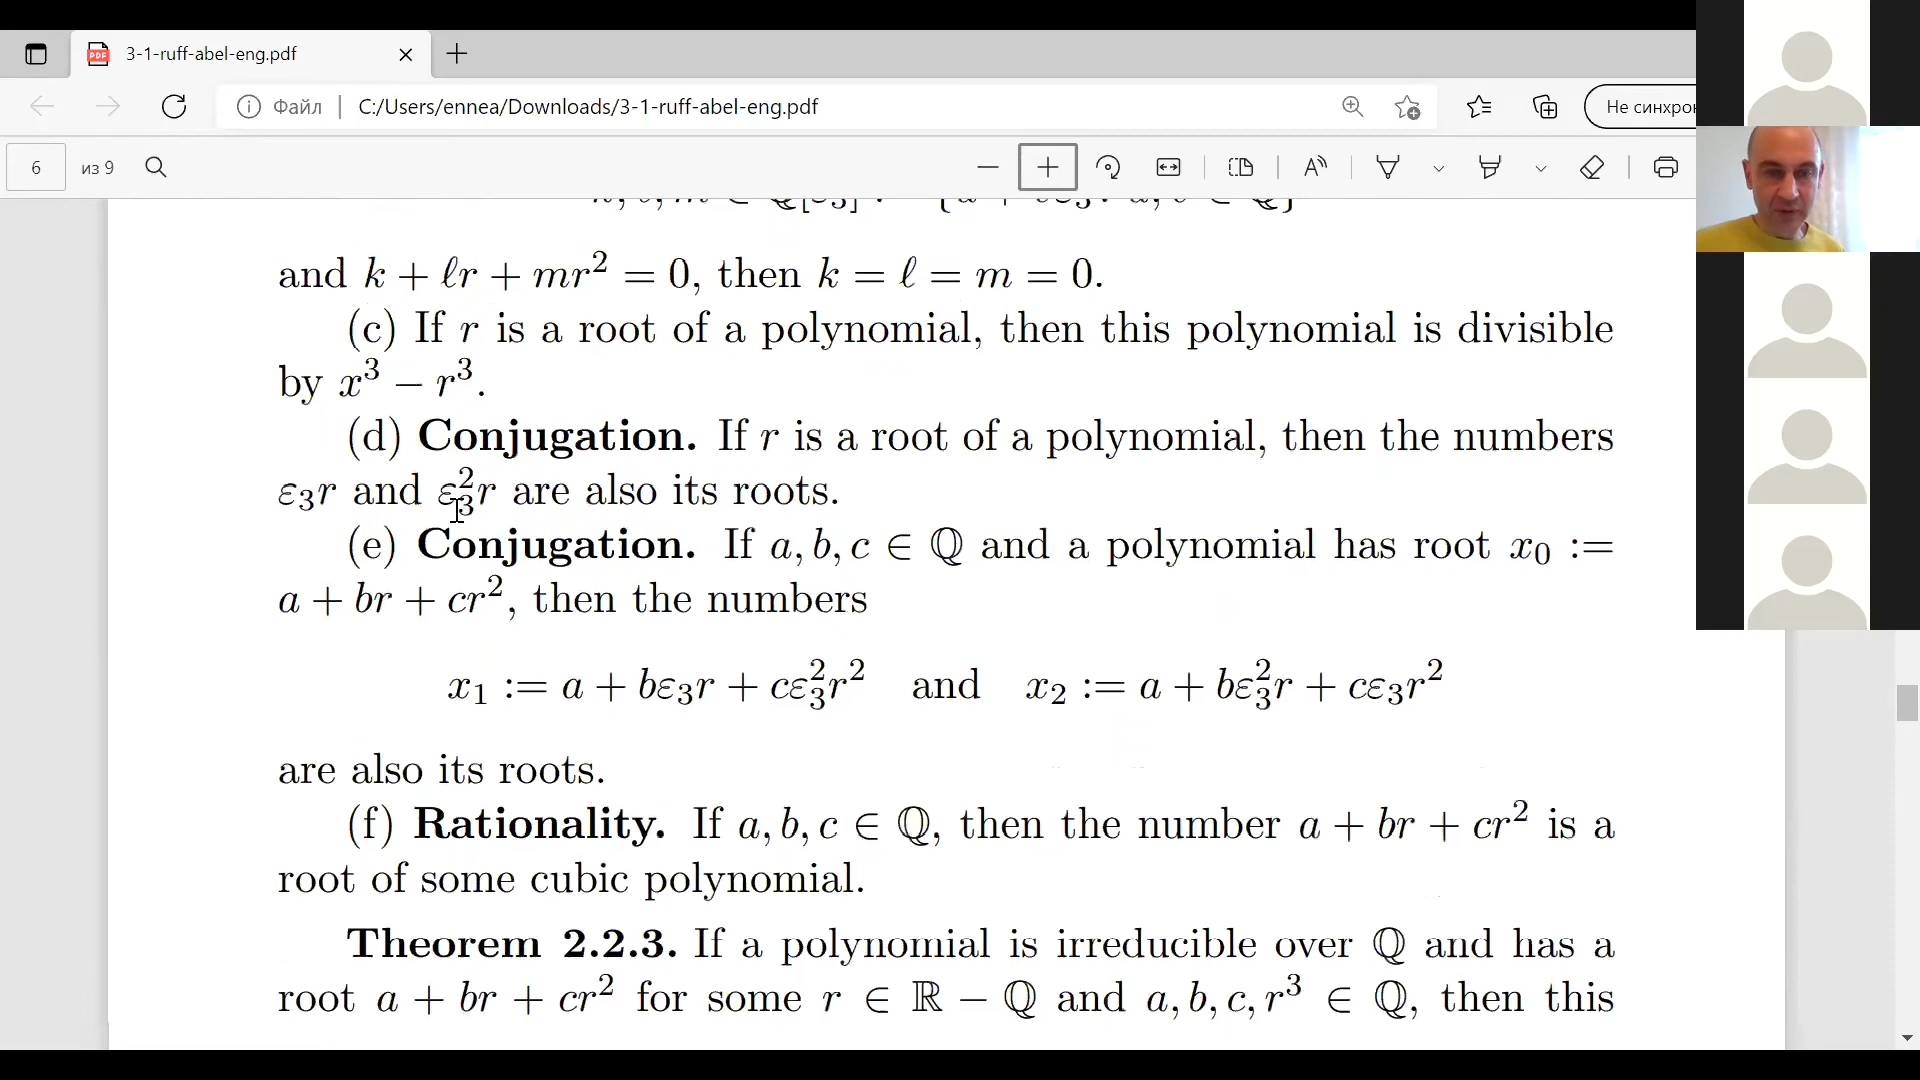 3-1-ruff-abel-eng.pdf
Файл
C:/Users/ennea/Downloads/3-1-ruff-abel-eng.pdf
Не синхрон
6
из 9
and k + ℓr + mr² = 0, then k = ℓ = m = 0.
(c) If r is a root of a polynomial, then this polynomial is divisible
by x³ − r³.
(d) Conjugation. If r is a root of a polynomial, then the numbers
ε₃r and ε₃²r are also its roots.
(e) Conjugation. If a, b, c ∈ ℚ and a polynomial has root x₀ :=
a + br + cr², then the numbers
x₁ := a + bε₃r + cε₃²r² and x₂ := a + bε₃²r + cε₃r²
are also its roots.
(f) Rationality. If a, b, c ∈ ℚ, then the number a + br + cr² is a
root of some cubic polynomial.
Theorem 2.2.3. If a polynomial is irreducible over ℚ and has a
root a + br + cr² for some r ∈ ℝ − ℚ and a, b, c, r³ ∈ ℚ, then this